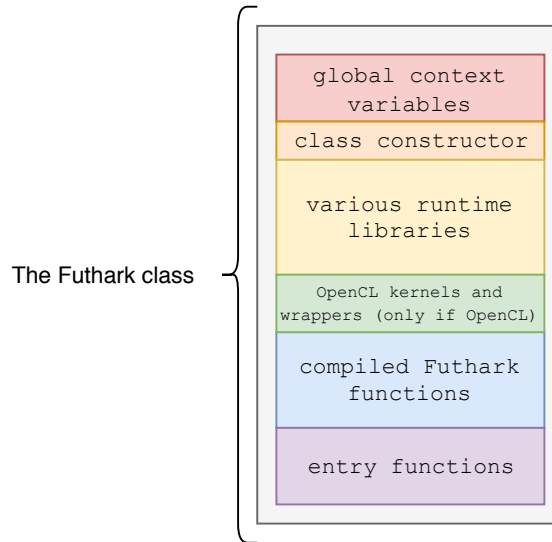 global context
variables
class constructor
various runtime
libraries
The Futhark class
OpenCL kernels and
wrappers (only if OpenCL)
compiled Futhark
functions
entry functions